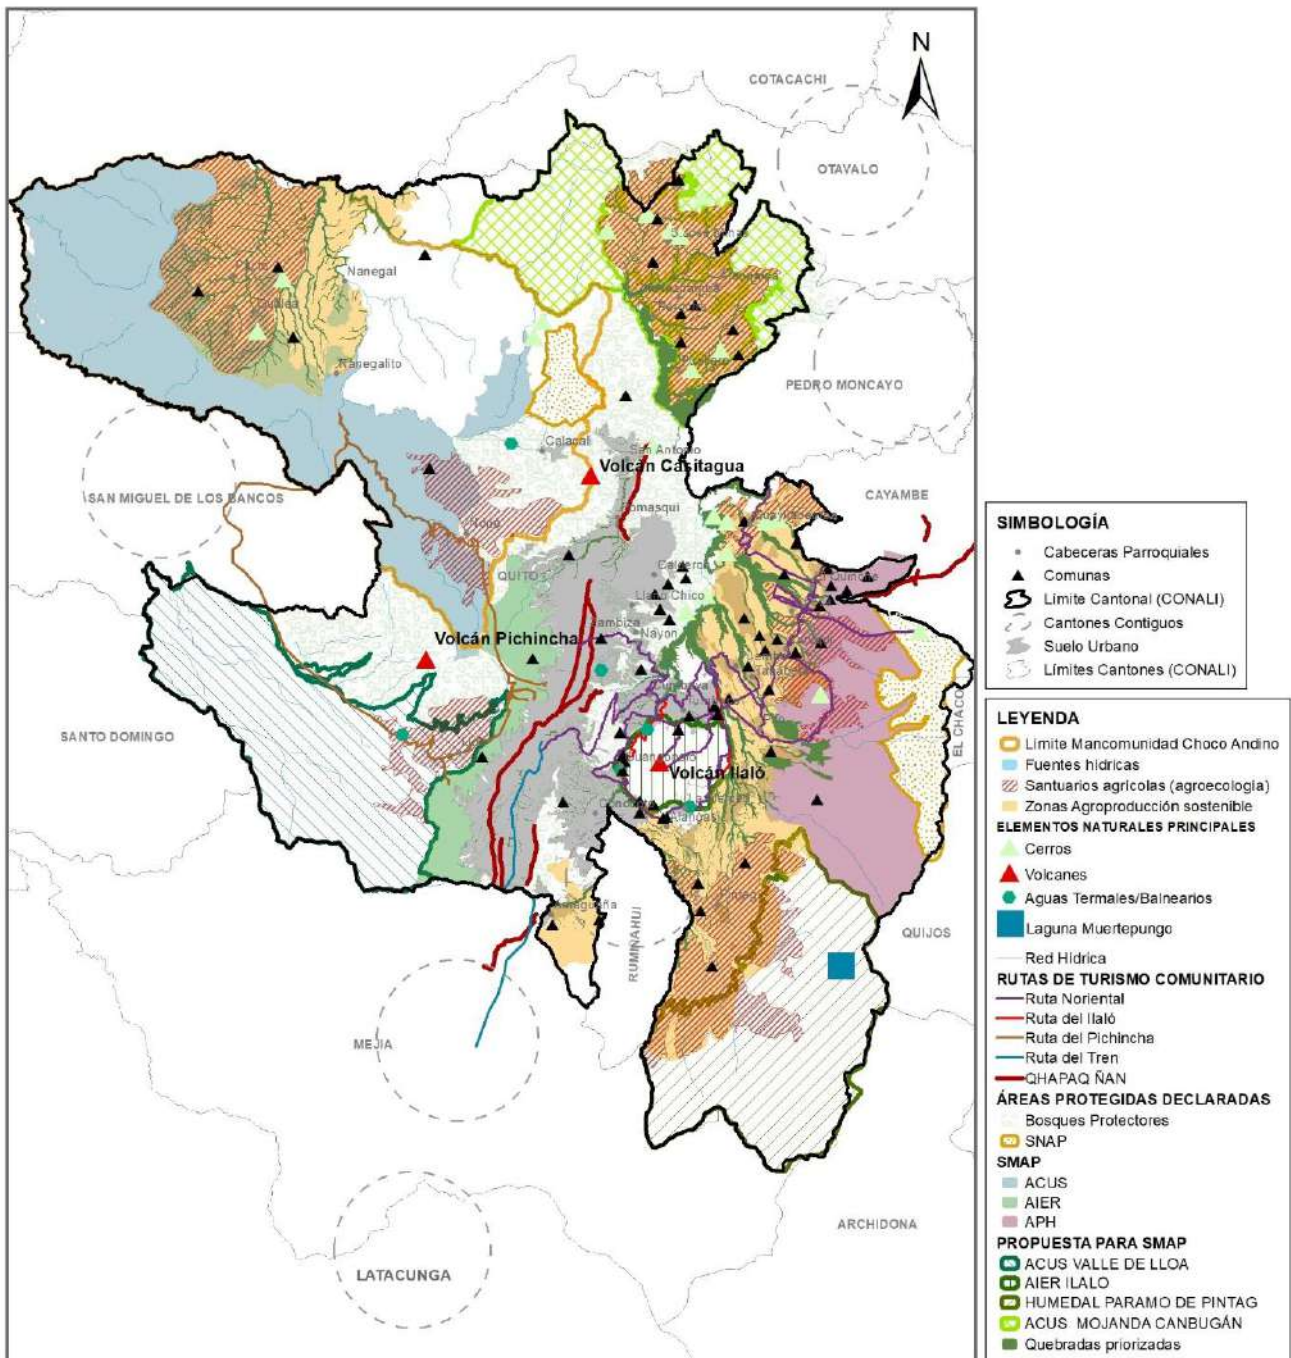 N
COTACACHI
OTAVALO
Nanegal
Nanegalito
PEDRO MONCAYO
Calacal
San Antonio
Volcán Casitagua
SAN MIGUEL DE LOS BANCOS
CAYAMBE
Pomasqui
Nono
QUITO
Calderon
Llano Chico
Zambiza
Nayon
Volcán Pichincha
EL CHACO
SANTO DOMINGO
Volcán Ilaló
Alangasi
QUIJOS
RUMIÑAHUI
MEJIA
ARCHIDONA
LATACUNGA
SIMBOLOGÍA
Cabeceras Parroquiales
Comunas
Límite Cantonal (CONALI)
Cantones Contiguos
Suelo Urbano
Límites Cantones (CONALI)
LEYENDA
Límite Mancomunidad Choco Andino
Fuentes hídricas
Santuarios agrícolas (agroecología)
Zonas Agroproducción sostenible
ELEMENTOS NATURALES PRINCIPALES
Cerros
Volcanes
Aguas Termales/Balnearios
Laguna Muertepungo
Red Hídrica
RUTAS DE TURISMO COMUNITARIO
Ruta Noriental
Ruta del Ilaló
Ruta del Pichincha
Ruta del Tren
QHAPAQ ÑAN
ÁREAS PROTEGIDAS DECLARADAS
Bosques Protectores
SNAP
SMAP
ACUS
AIER
APH
PROPUESTA PARA SMAP
ACUS VALLE DE LLOA
AIER ILALO
HUMEDAL PARAMO DE PINTAG
ACUS MOJANDA CANBUGÁN
Quebradas priorizadas